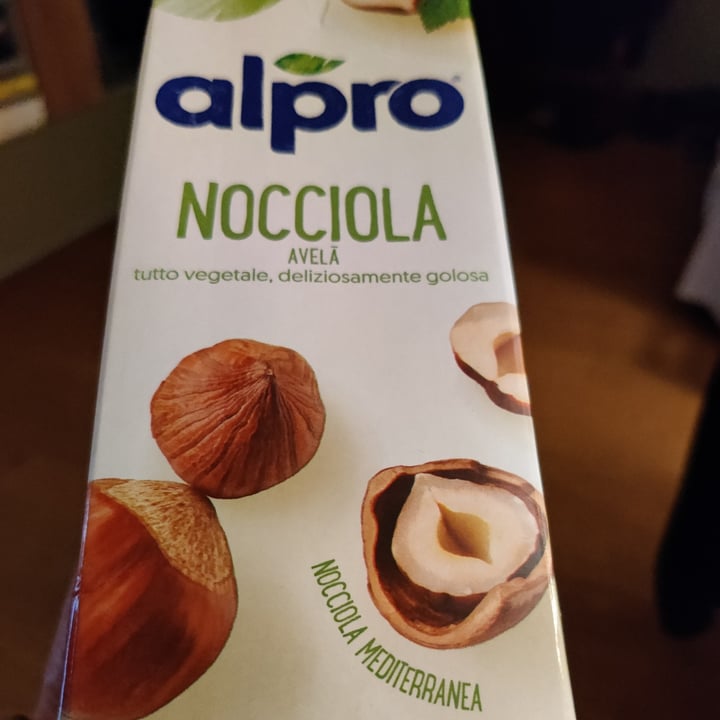 alpro
NOCCIOLA
AVELÃ
tutto vegetale, deliziosamente golosa
NOCCIOLA MEDITERRANEA